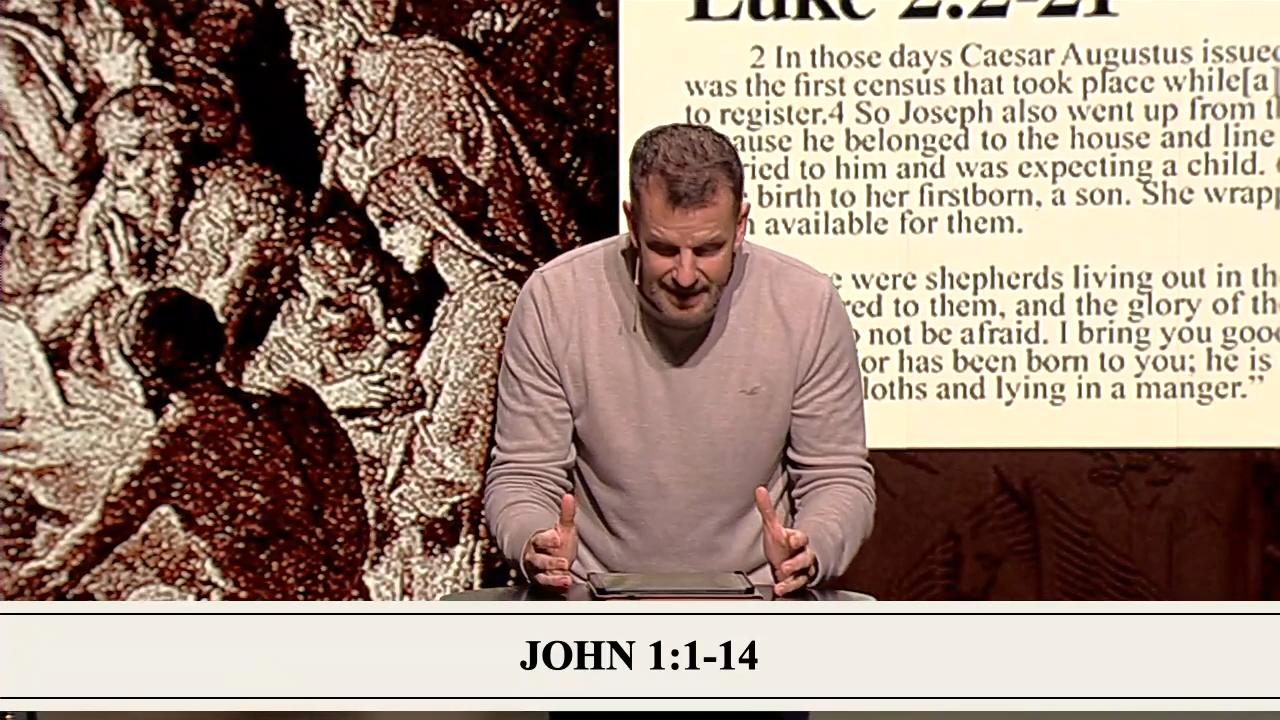 Luke 2:2-21
2 In those days Caesar Augustus issued
was the first census that took place while[a]
to register.4 So Joseph also went up from
ause he belonged to the house and line
ried to him and was expecting a child.
birth to her firstborn, a son. She wrapp
available for them.
were shepherds living out in th
red to them, and the glory of the
not be afraid. I bring you good
or has been born to you; he is
loths and lying in a manger.”
JOHN 1:1-14